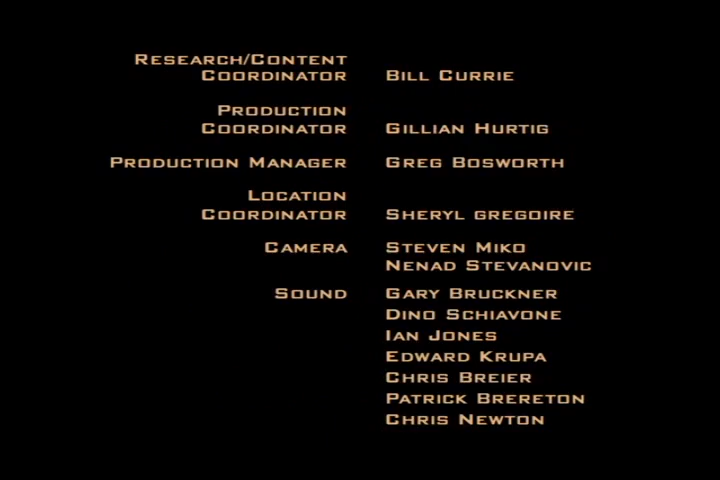 Research/Content
Coordinator Bill Currie
Production
Coordinator Gillian Hurtig
Production Manager Greg Bosworth
Location
Coordinator Sheryl Gregoire
Camera Steven Miko
Nenad Stevanovic
Sound Gary Bruckner
Dino Schiavone
Ian Jones
Edward Krupa
Chris Breier
Patrick Brereton
Chris Newton